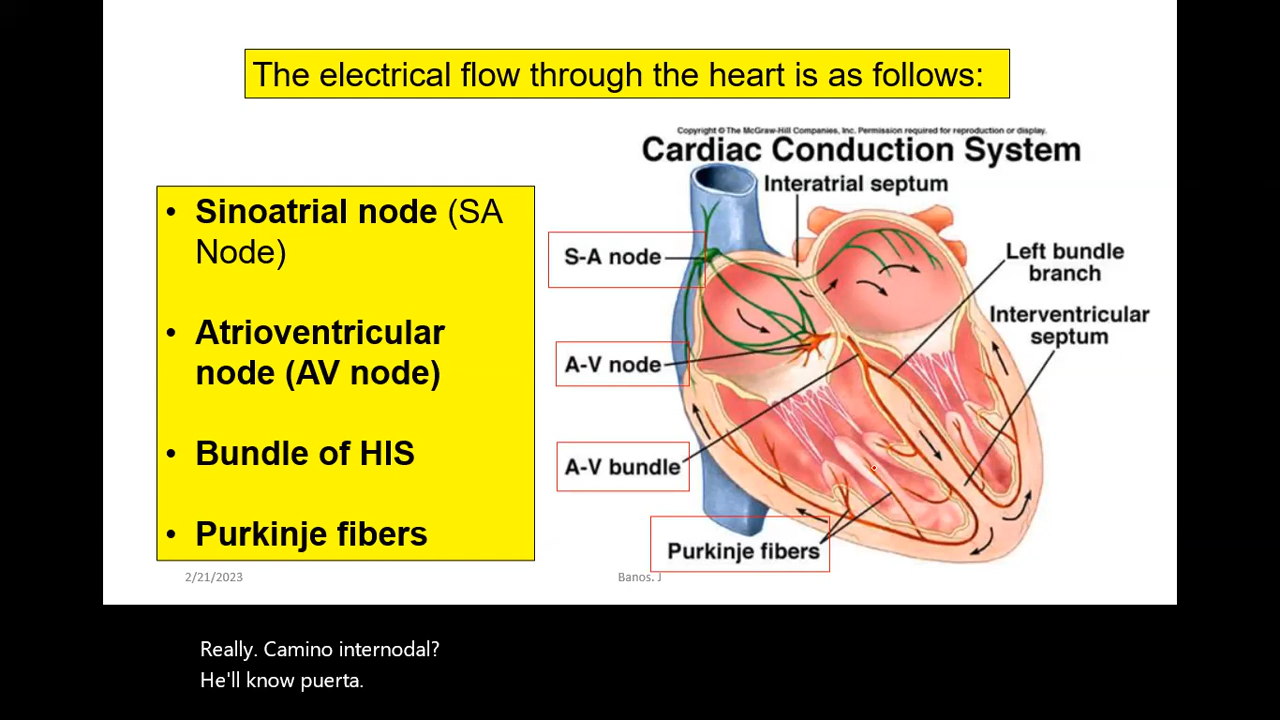 The electrical flow through the heart is as follows:
Copyright © The McGraw-Hill Companies, Inc. Permission required for reproduction or display.
Cardiac Conduction System
• Sinoatrial node (SA
Node)
• Atrioventricular
node (AV node)
• Bundle of HIS
• Purkinje fibers
Interatrial septum
S-A node
Left bundle
branch
Interventricular
septum
A-V node
A-V bundle
Purkinje fibers
2/21/2023
Banos. J
Really. Camino internodal?
He'll know puerta.